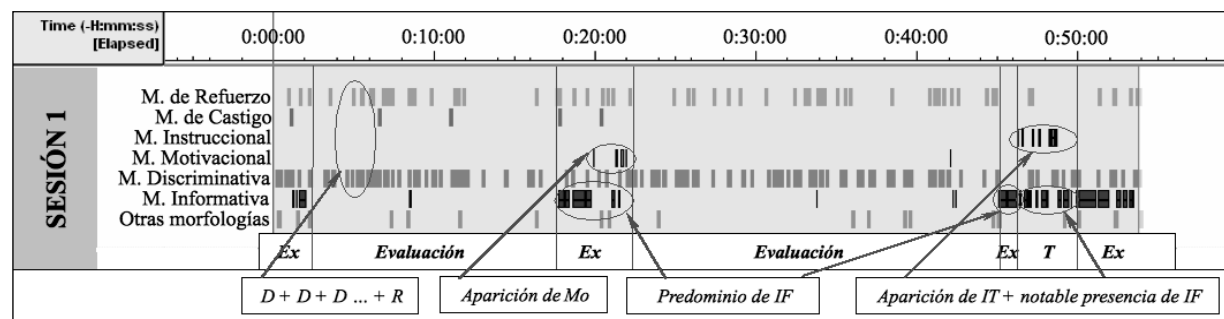 Time (-H:mm:ss)
[Elapsed]
0:00:00 0:10:00 0:20:00 0:30:00 0:40:00 0:50:00
SESIÓN 1
M. de Refuerzo
M. de Castigo
M. Instruccional
M. Motivacional
M. Discriminativa
M. Informativa
Otras morfologías
Ex Evaluación Ex Evaluación Ex T Ex
D + D + D ... + R
Aparición de Mo
Predominio de IF
Aparición de IT + notable presencia de IF